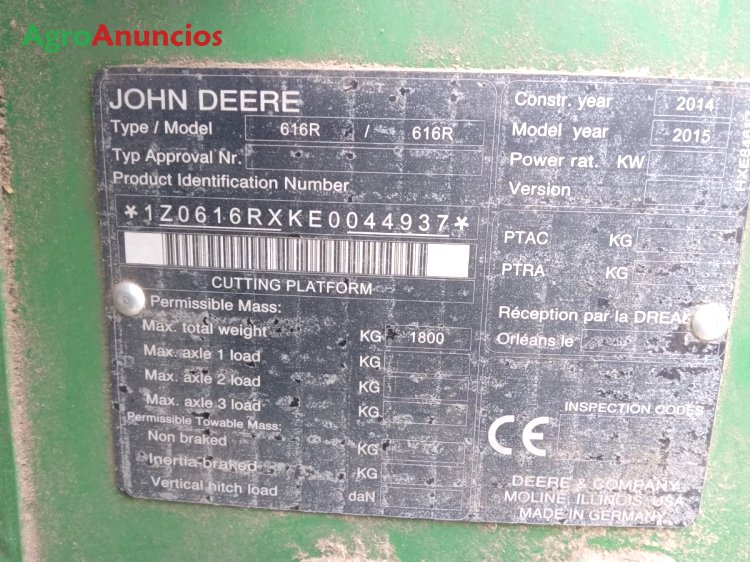 AgroAnuncios
JOHN DEERE
Type / Model 616R / 616R
Typ Approval Nr.
Product Identification Number
*1Z0616RXKE0044937*
CUTTING PLATFORM
Permissible Mass:
Max. total weight KG 1800
Max. axle 1 load KG
Max. axle 2 load KG
Max. axle 3 load KG
Permissible Towable Mass:
Non braked KG
Inertia braked KG
Vertical hitch load daN
Constr. year 2014
Model year 2015
Power rat. KW
Version
PTAC KG
PTRA KG
Réception par la DREAL
Orléans le
INSPECTION CODES
CE
DEERE & COMPANY
MOLINE, ILLINOIS, USA
MADE IN GERMANY